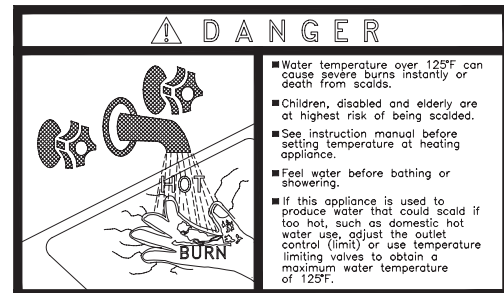 DANGER
HOT
BURN
■ Water temperature over 125°F can
cause severe burns instantly or
death from scalds.
■ Children, disabled and elderly are
at highest risk of being scalded.
■ See instruction manual before
setting temperature at heating
appliance.
■ Feel water before bathing or
showering.
■ If this appliance is used to
produce water that could scald if
too hot, such as domestic hot
water use, adjust the outlet
control (limit) or use temperature
limiting valves to obtain a
maximum water temperature
of 125°F.